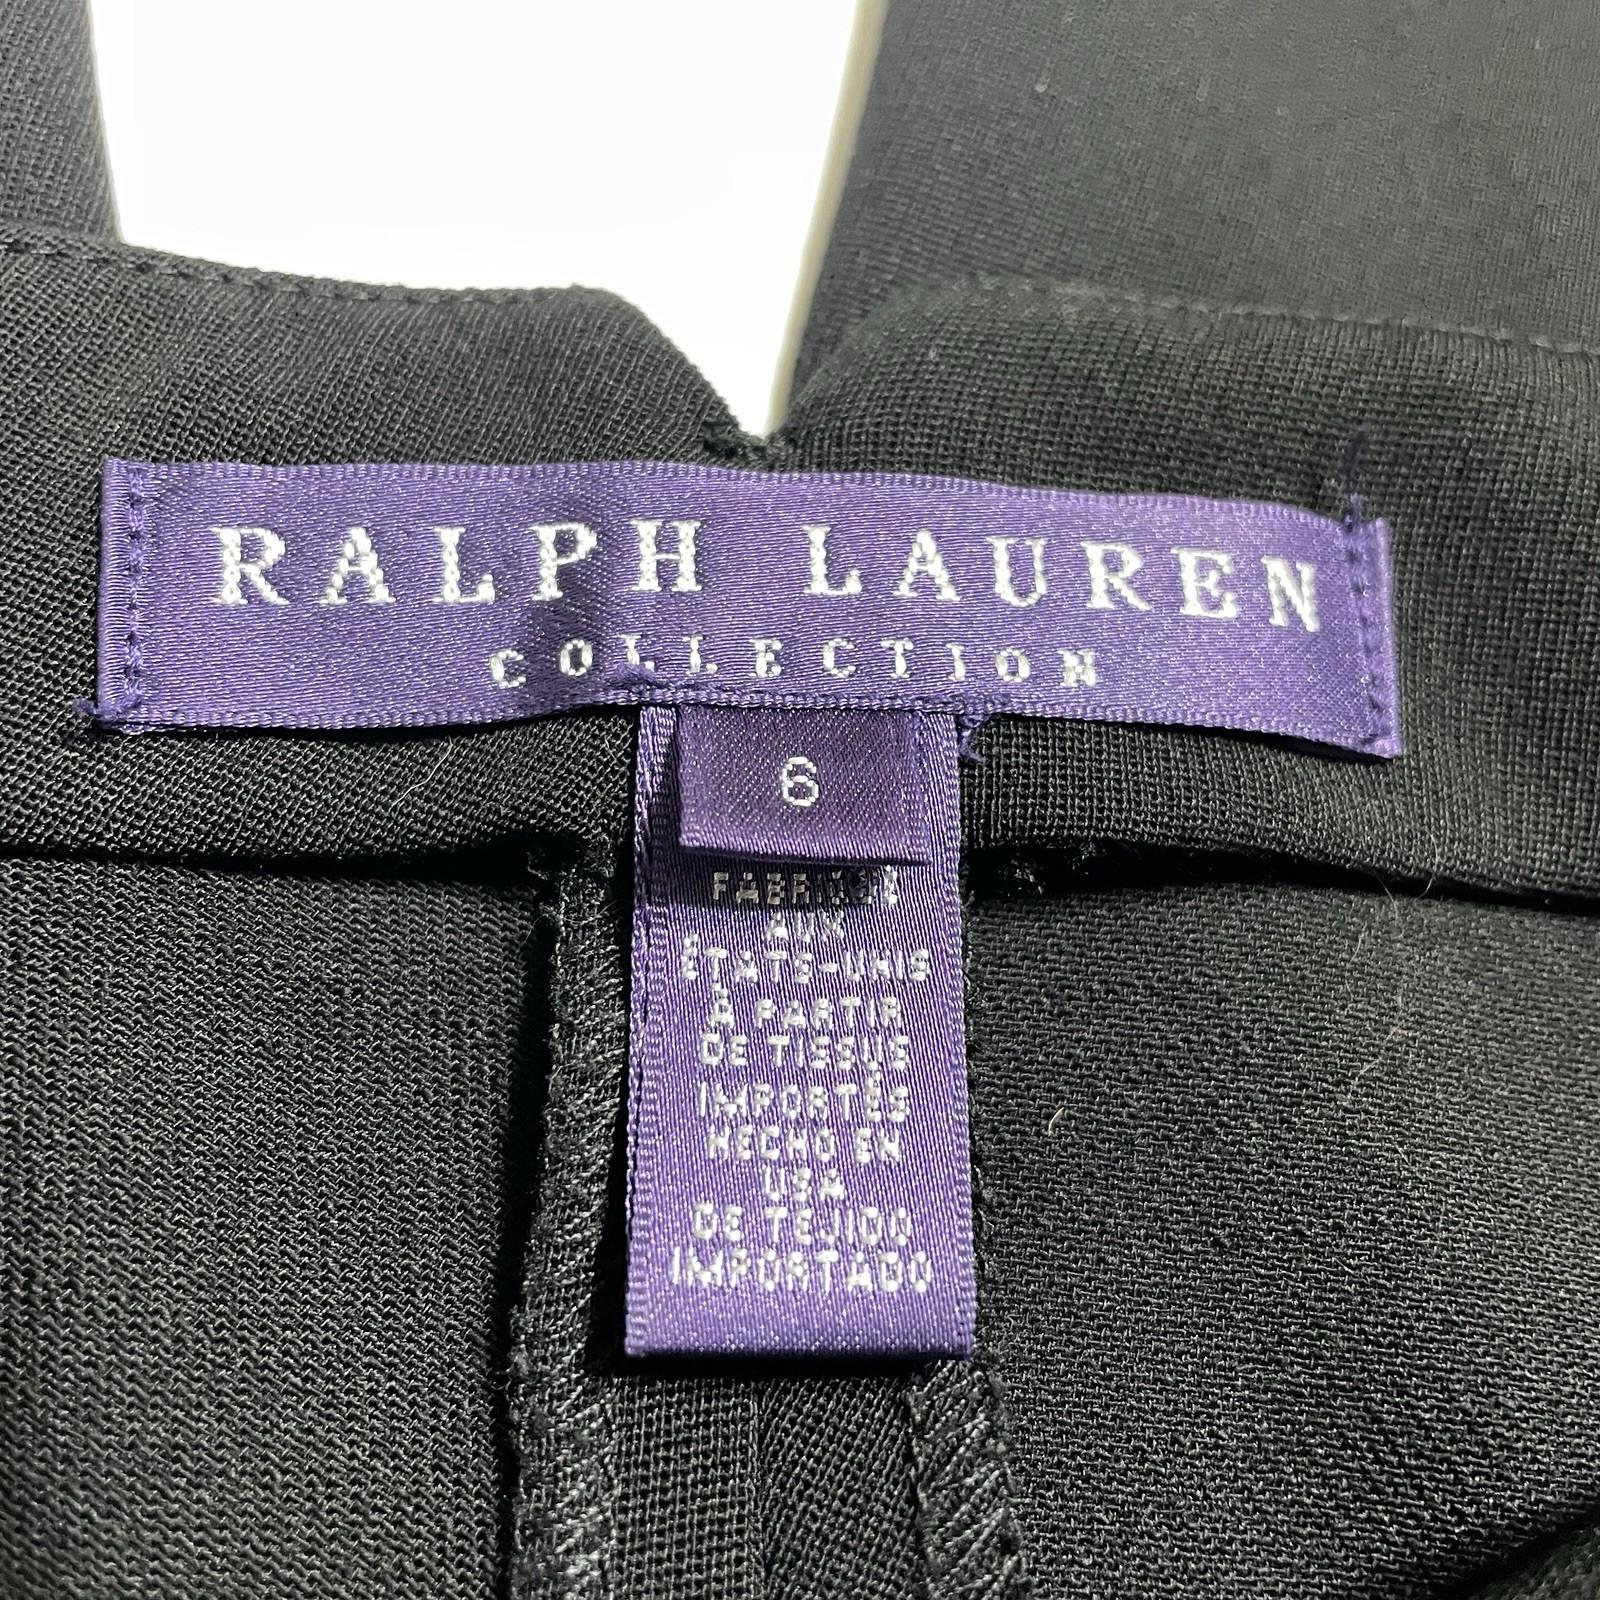 RALPH LAUREN
COLLECTION
6
FABRIQUÉ
AUX
ÉTATS-UNIS
À PARTIR
DE TISSUS
IMPORTÉS
HECHO EN
USA
DE TEJIDO
IMPORTADO